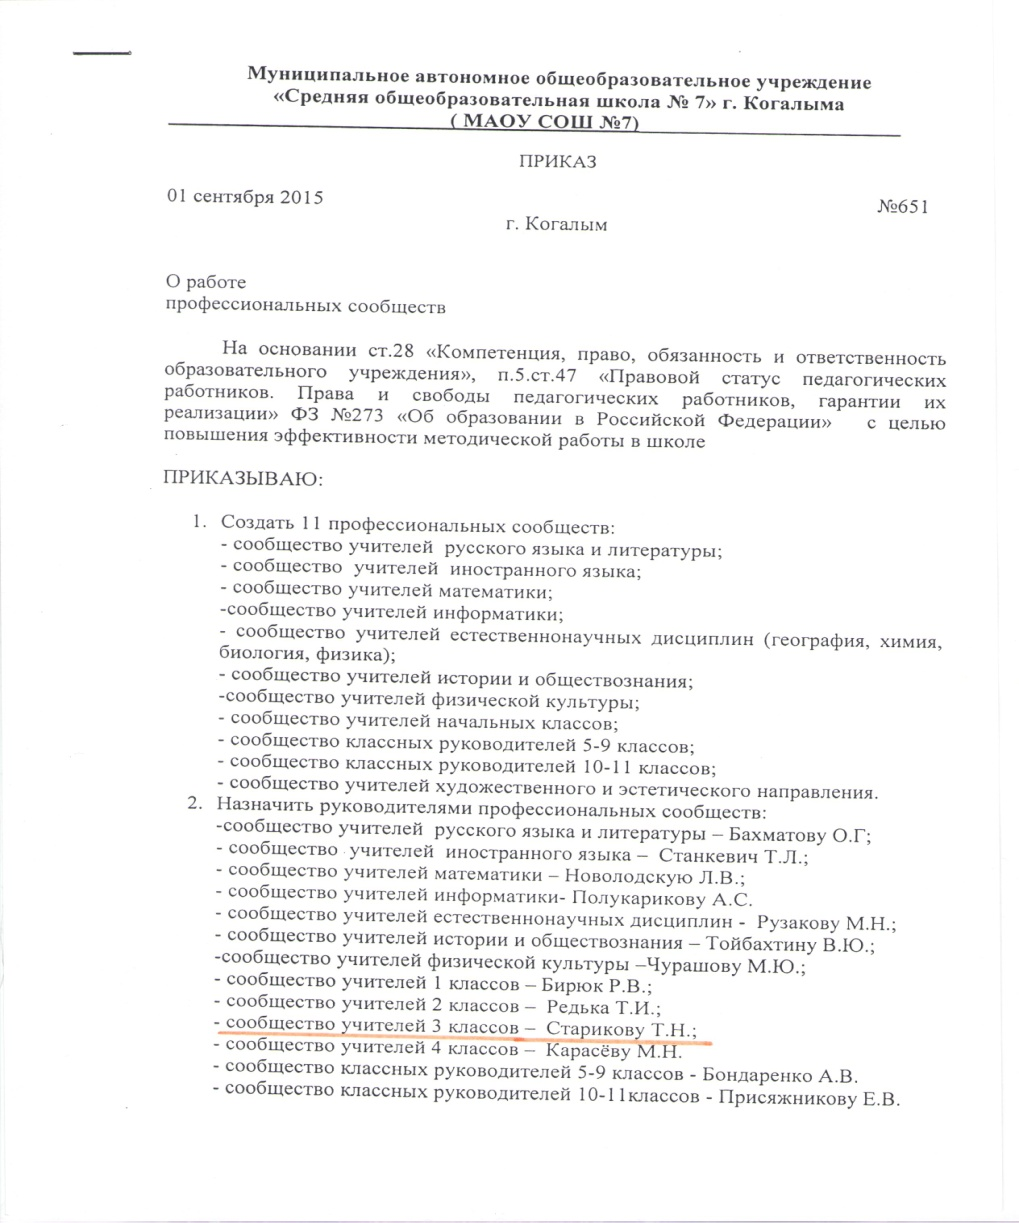 Муниципальное автономное общеобразовательное учреждение
«Средняя общеобразовательная школа № 7» г. Когалыма
( МАОУ СОШ №7)
ПРИКАЗ
01 сентября 2015
№651
г. Когалым
О работе
профессиональных сообществ
На основании ст.28 «Компетенция, право, обязанность и ответственность
образовательного учреждения», п.5.ст.47 «Правовой статус педагогических
работников. Права и свободы педагогических работников, гарантии их
реализации» ФЗ №273 «Об образовании в Российской Федерации» с целью
повышения эффективности методической работы в школе
ПРИКАЗЫВАЮ:
1. Создать 11 профессиональных сообществ:
- сообщество учителей русского языка и литературы;
- сообщество учителей иностранного языка;
- сообщество учителей математики;
-сообщество учителей информатики;
- сообщество учителей естественнонаучных дисциплин (география, химия,
биология, физика);
- сообщество учителей истории и обществознания;
-сообщество учителей физической культуры;
- сообщество учителей начальных классов;
- сообщество классных руководителей 5-9 классов;
- сообщество классных руководителей 10-11 классов;
- сообщество учителей художественного и эстетического направления.
2. Назначить руководителями профессиональных сообществ:
-сообщество учителей русского языка и литературы – Бахматову О.Г;
- сообщество учителей иностранного языка – Станкевич Т.Л.;
- сообщество учителей математики – Новолодскую Л.В.;
- сообщество учителей информатики- Полукарикову А.С.
- сообщество учителей естественнонаучных дисциплин - Рузакову М.Н.;
- сообщество учителей истории и обществознания – Тойбахтину В.Ю.;
-сообщество учителей физической культуры –Чурашову М.Ю.;
- сообщество учителей 1 классов – Бирюк Р.В.;
- сообщество учителей 2 классов – Редька Т.И.;
- сообщество учителей 3 классов – Старикову Т.Н.;
- сообщество учителей 4 классов – Карасёву М.Н.
- сообщество классных руководителей 5-9 классов - Бондаренко А.В.
- сообщество классных руководителей 10-11классов - Присяжникову Е.В.